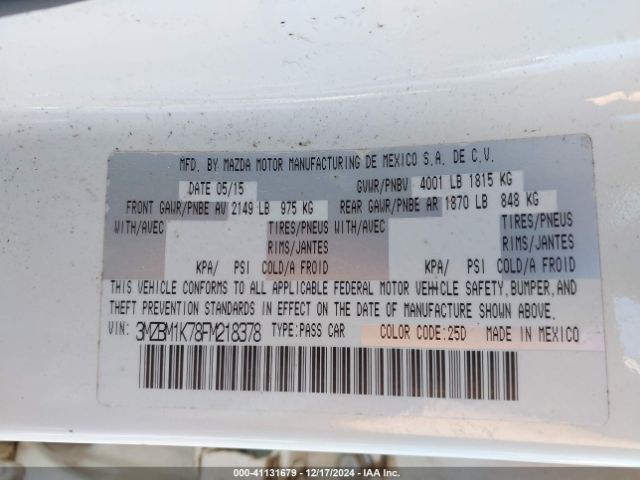 MFD. BY MAZDA MOTOR MANUFACTURING DE MEXICO S.A. DE C.V.
DATE 05/15 GVWR/PNBV 4001 LB 1815 KG
FRONT GAWR/PNBE AV 2149 LB 975 KG REAR GAWR/PNBE AR 1870 LB 848 KG
WITH/AVEC TIRES/PNEUS WITH/AVEC TIRES/PNEUS
RIMS/JANTES RIMS/JANTES
KPA/ PSI COLD/A FROID KPA/ PSI COLD/A FROID
THIS VEHICLE CONFORMS TO ALL APPLICABLE FEDERAL MOTOR VEHICLE SAFETY, BUMPER, AND
THEFT PREVENTION STANDARDS IN EFFECT ON THE DATE OF MANUFACTURE SHOWN ABOVE.
VIN: 3MZBM1K78FM218378 TYPE:PASS CAR COLOR CODE:25D MADE IN MEXICO
000-41131679 - 12/17/2024 - IAA Inc.